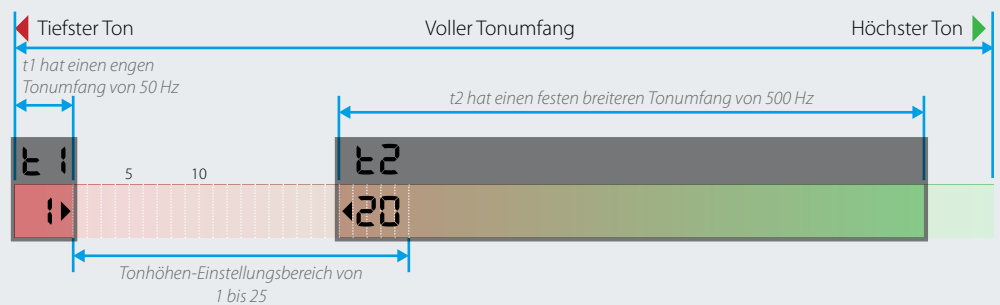 Tiefster Ton
Voller Tonumfang
Höchster Ton
t1 hat einen engen
Tonumfang von 50 Hz
t2 hat einen festen breiteren Tonumfang von 500 Hz
t1
t2
5
10
1
20
Tonhöhen-Einstellungsbereich von
1 bis 25